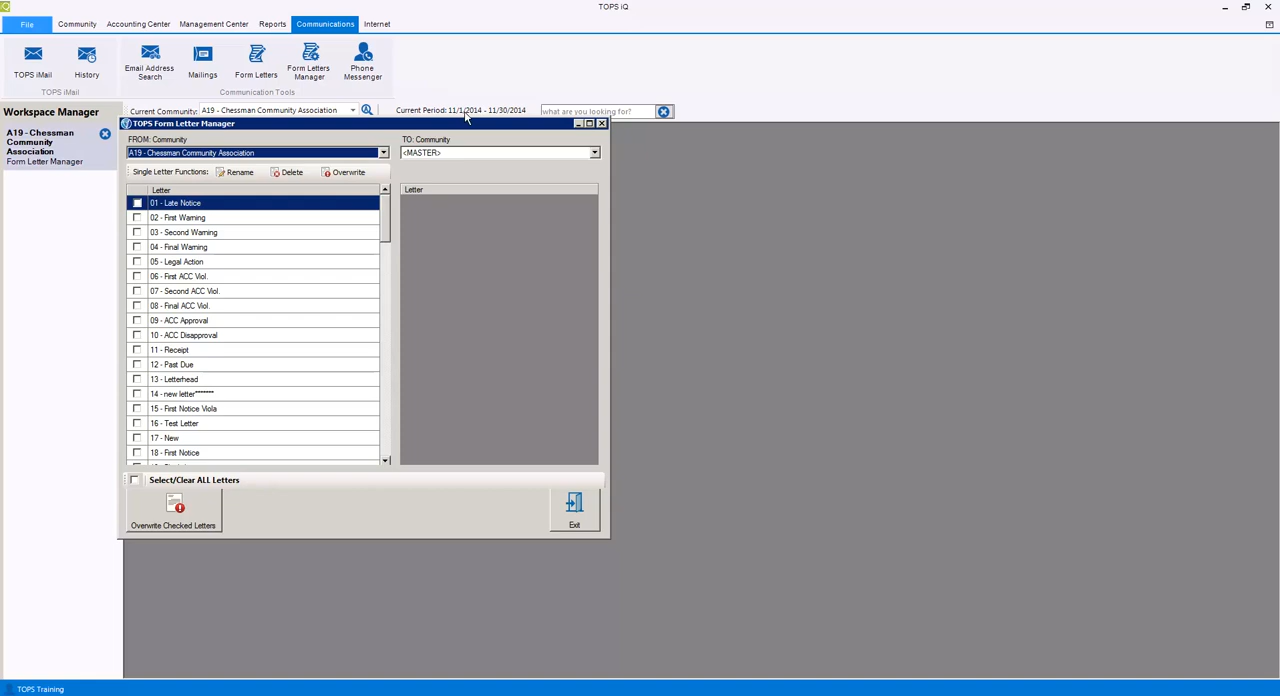 TOPS iQ
File Community Accounting Center Management Center Reports Communications Internet
TOPS iMail History Email Address Search Mailings Form Letters Form Letters Manager Phone Messenger
TOPS iMail Communication Tools
Workspace Manager
Current Community: A19 - Chessman Community Association Current Period: 11/1/2014 - 11/30/2014 what are you looking for?
A19 - Chessman
Community
Association
Form Letter Manager
TOPS Form Letter Manager
FROM: Community TO: Community
A19 - Chessman Community Association <MASTER>
Single Letter Functions: Rename Delete Overwrite
Letter Letter
01 - Late Notice
02 - First Warning
03 - Second Warning
04 - Final Warning
05 - Legal Action
06 - First ACC Viol.
07 - Second ACC Viol.
08 - Final ACC Viol.
09 - ACC Approval
10 - ACC Disapproval
11 - Receipt
12 - Past Due
13 - Letterhead
14 - new letter*******
15 - First Notice Viola
16 - Test Letter
17 - New
18 - First Notice
Select/Clear ALL Letters
Overwrite Checked Letters Exit
TOPS Training